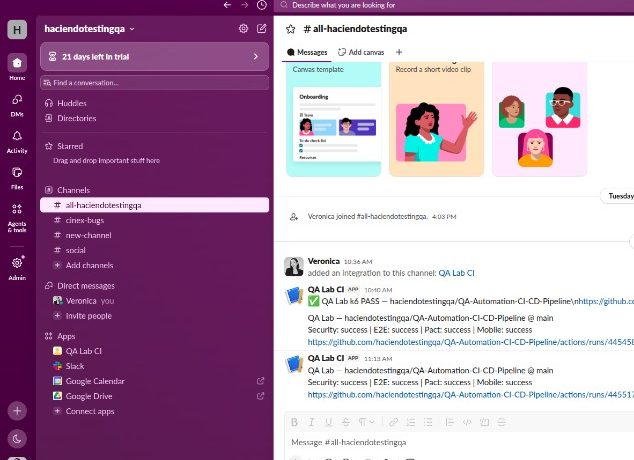 Describe what you are looking for
H
haciendotestingqa
21 days left in trial
Find a conversation...
Home
DMs
Activity
Files
Agents & tools
Admin
Huddles
Directories
Starred
Drag and drop important stuff here
Channels
# all-haciendotestingqa
# cinex-bugs
# new-channel
# social
+ Add channels
Direct messages
Veronica you
+ Invite people
Apps
QA Lab CI
Slack
Google Calendar
Google Drive
+ Connect apps
# all-haciendotestingqa
Messages
Add canvas
+
Canvas template
Record a short video clip
Onboarding
Team
To do check list
Resources
Tuesday
Veronica joined #all-haciendotestingqa. 4:03 PM
Veronica 10:36 AM
added an integration to this channel: QA Lab CI
QA Lab CI APP 10:40 AM
✅ QA Lab k6 PASS — haciendotestingqa/QA-Automation-CI-CD-Pipeline\nhttps://github.co
QA Lab — haciendotestingqa/QA-Automation-CI-CD-Pipeline @ main
Security: success | E2E: success | Pact: success | Mobile: success
https://github.com/haciendotestingqa/QA-Automation-CI-CD-Pipeline/actions/runs/445458
QA Lab CI APP 11:13 AM
QA Lab — haciendotestingqa/QA-Automation-CI-CD-Pipeline @ main
Security: success | E2E: success | Pact: success | Mobile: success
https://github.com/haciendotestingqa/QA-Automation-CI-CD-Pipeline/actions/runs/445517
Message #all-haciendotestingqa